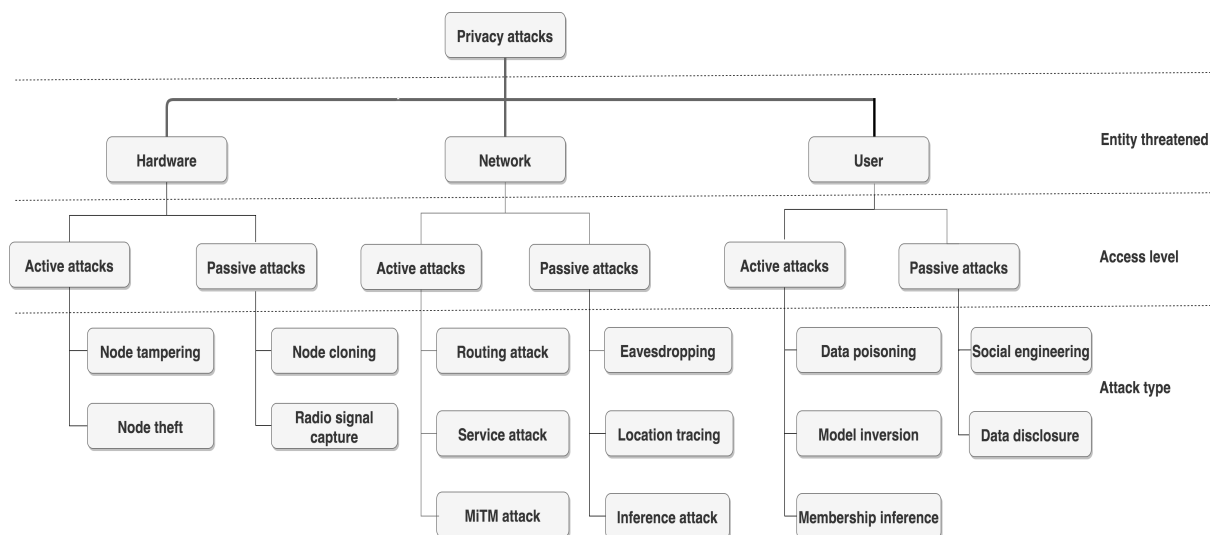 Privacy attacks
Entity threatened
Hardware
Network
User
Access level
Active attacks
Passive attacks
Active attacks
Passive attacks
Active attacks
Passive attacks
Node tampering
Node cloning
Routing attack
Eavesdropping
Data poisoning
Social engineering
Attack type
Node theft
Radio signal
capture
Service attack
Location tracing
Model inversion
Data disclosure
MiTM attack
Inference attack
Membership inference